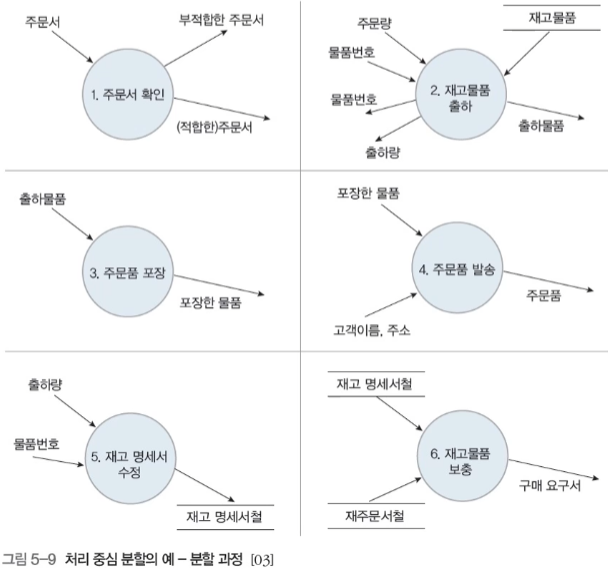 주문서
부적합한 주문서
1. 주문서 확인
(적합한)주문서
주문량
재고물품
물품번호
물품번호
2. 재고물품
출하
출하량
출하물품
출하물품
3. 주문품 포장
포장한 물품
포장한 물품
4. 주문품 발송
주문품
고객이름, 주소
출하량
물품번호
5. 재고 명세서
수정
재고 명세서철
재고 명세서철
6. 재고물품
보충
구매 요구서
재주문서철
그림 5-9 처리 중심 분할의 예 - 분할 과정 [03]